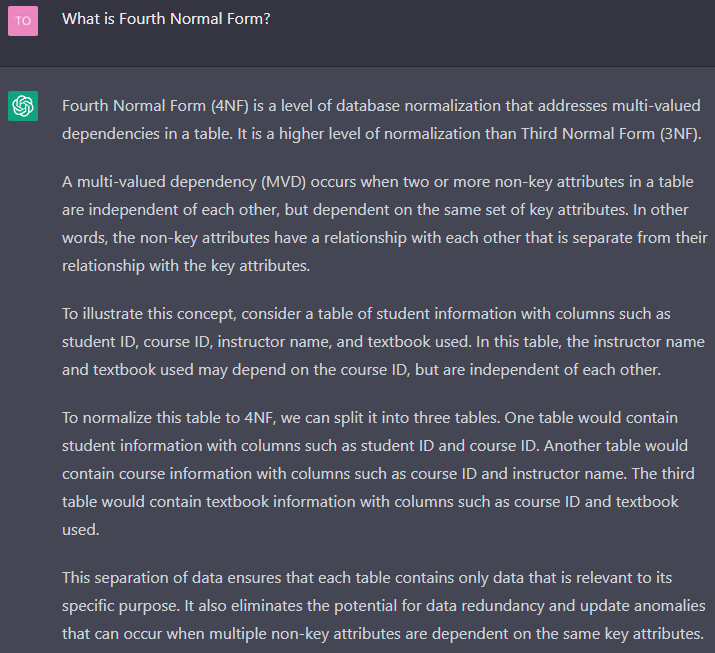 TO
What is Fourth Normal Form?
Fourth Normal Form (4NF) is a level of database normalization that addresses multi-valued
dependencies in a table. It is a higher level of normalization than Third Normal Form (3NF).
A multi-valued dependency (MVD) occurs when two or more non-key attributes in a table
are independent of each other, but dependent on the same set of key attributes. In other
words, the non-key attributes have a relationship with each other that is separate from their
relationship with the key attributes.
To illustrate this concept, consider a table of student information with columns such as
student ID, course ID, instructor name, and textbook used. In this table, the instructor name
and textbook used may depend on the course ID, but are independent of each other.
To normalize this table to 4NF, we can split it into three tables. One table would contain
student information with columns such as student ID and course ID. Another table would
contain course information with columns such as course ID and instructor name. The third
table would contain textbook information with columns such as course ID and textbook
used.
This separation of data ensures that each table contains only data that is relevant to its
specific purpose. It also eliminates the potential for data redundancy and update anomalies
that can occur when multiple non-key attributes are dependent on the same key attributes.